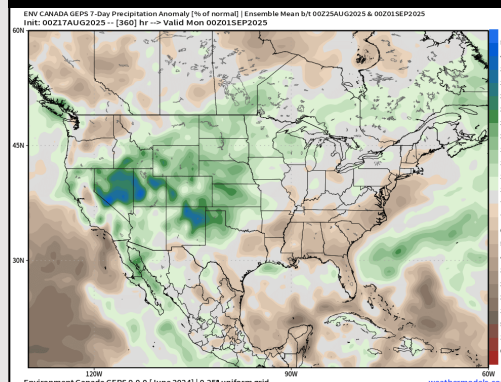 ENV CANADA GEPS 7-Day Precipitation Anomaly [% of normal] | Ensemble Mean b/t 00Z25AUG2025 & 00Z01SEP2025
Init: 00Z17AUG2025 -- [360] hr --> Valid Mon 00Z01SEP2025
60N
45N
30N
120W
90W
60W